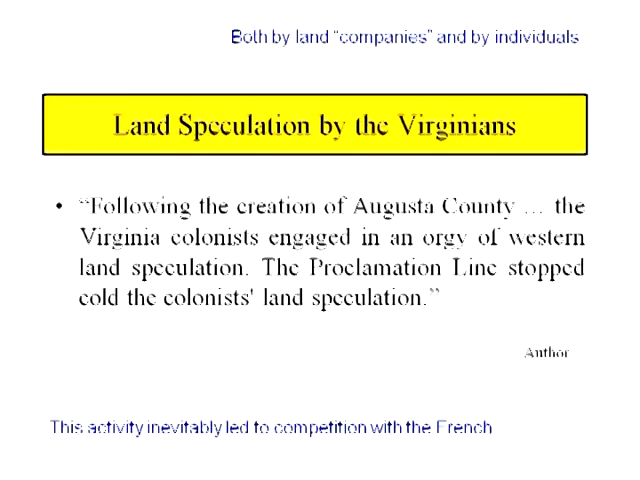 Both by land “companies” and by individuals
Land Speculation by the Virginians
• “Following the creation of Augusta County … the
Virginia colonists engaged in an orgy of western
land speculation. The Proclamation Line stopped
cold the colonists' land speculation.”
Author
This activity inevitably led to competition with the French